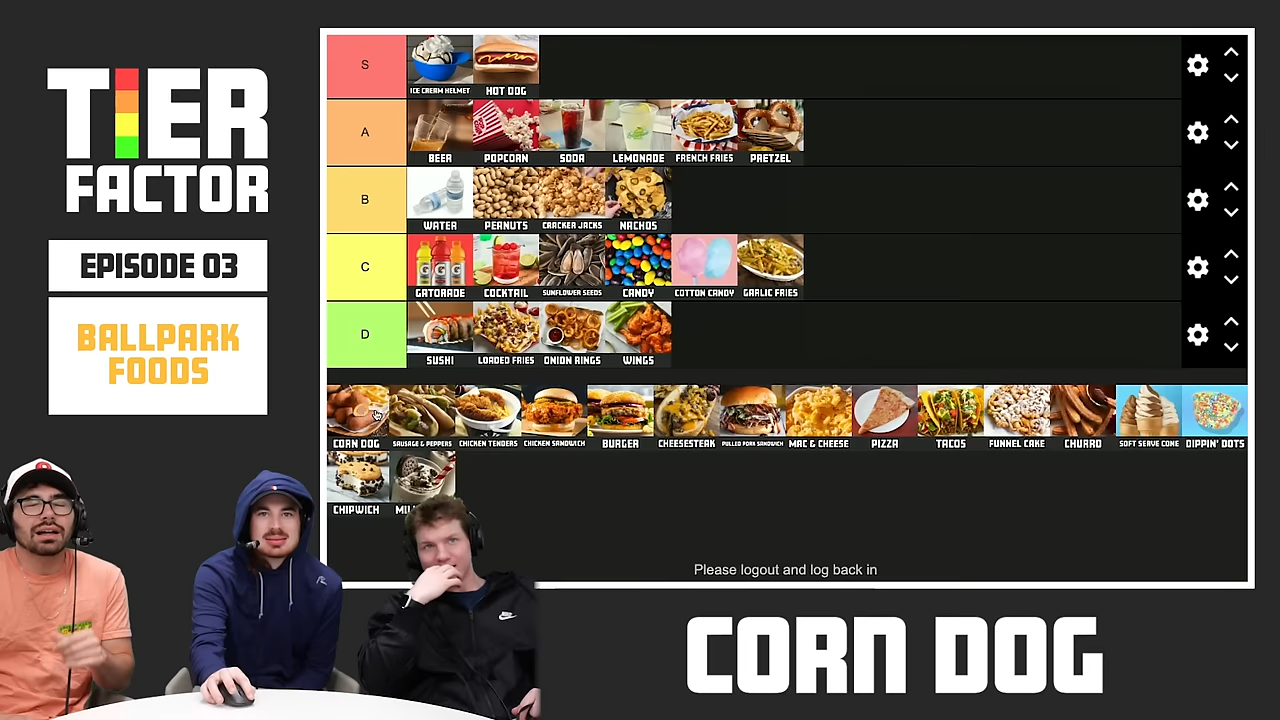 TIER
FACTOR
EPISODE 03
BALLPARK
FOODS
S
ICE CREAM HELMET
HOT DOG
A
BEER
POPCORN
SODA
LEMONADE
FRENCH FRIES
PRETZEL
B
WATER
PEANUTS
CRACKER JACKS
NACHOS
C
GATORADE
COCKTAIL
SUNFLOWER SEEDS
CANDY
COTTON CANDY
GARLIC FRIES
D
SUSHI
LOADED FRIES
ONION RINGS
WINGS
CORN DOG
SAUSAGE & PEPPERS
CHICKEN TENDERS
CHICKEN SANDWICH
BURGER
CHEESESTEAK
PULLED PORK SANDWICH
MAC & CHEESE
PIZZA
TACOS
FUNNEL CAKE
CHURRO
SOFT SERVE CONE
DIPPIN' DOTS
CHIPWICH
Please logout and log back in
CORN DOG